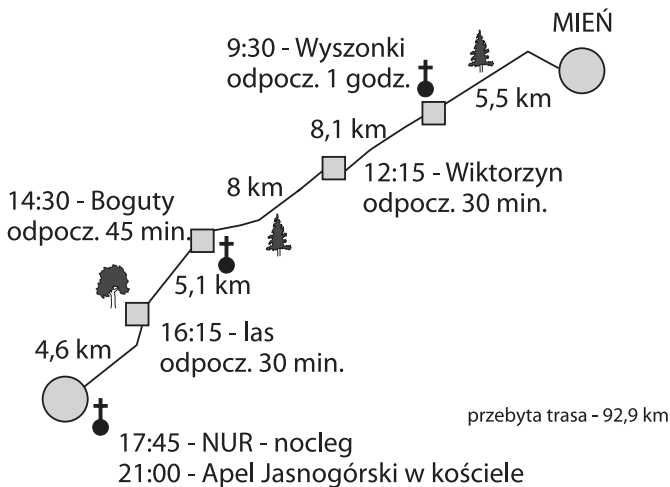 MIEŃ
9:30 - Wyszonki
odpocz. 1 godz.
5,5 km
8,1 km
12:15 - Wiktorzyn
odpocz. 30 min.
8 km
14:30 - Boguty
odpocz. 45 min.
5,1 km
16:15 - las
odpocz. 30 min.
4,6 km
przebyta trasa - 92,9 km
17:45 - NUR - nocleg
21:00 - Apel Jasnogórski w kościele